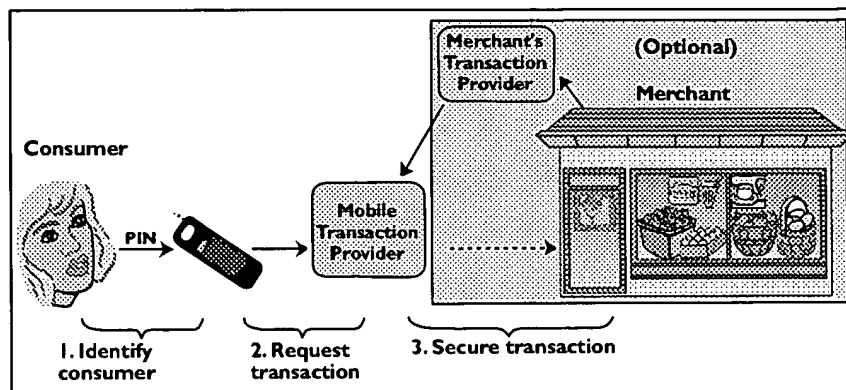 Merchant's
Transaction
Provider
(Optional)
Merchant
Consumer
PIN
Mobile
Transaction
Provider
1. Identify
consumer
2. Request
transaction
3. Secure transaction